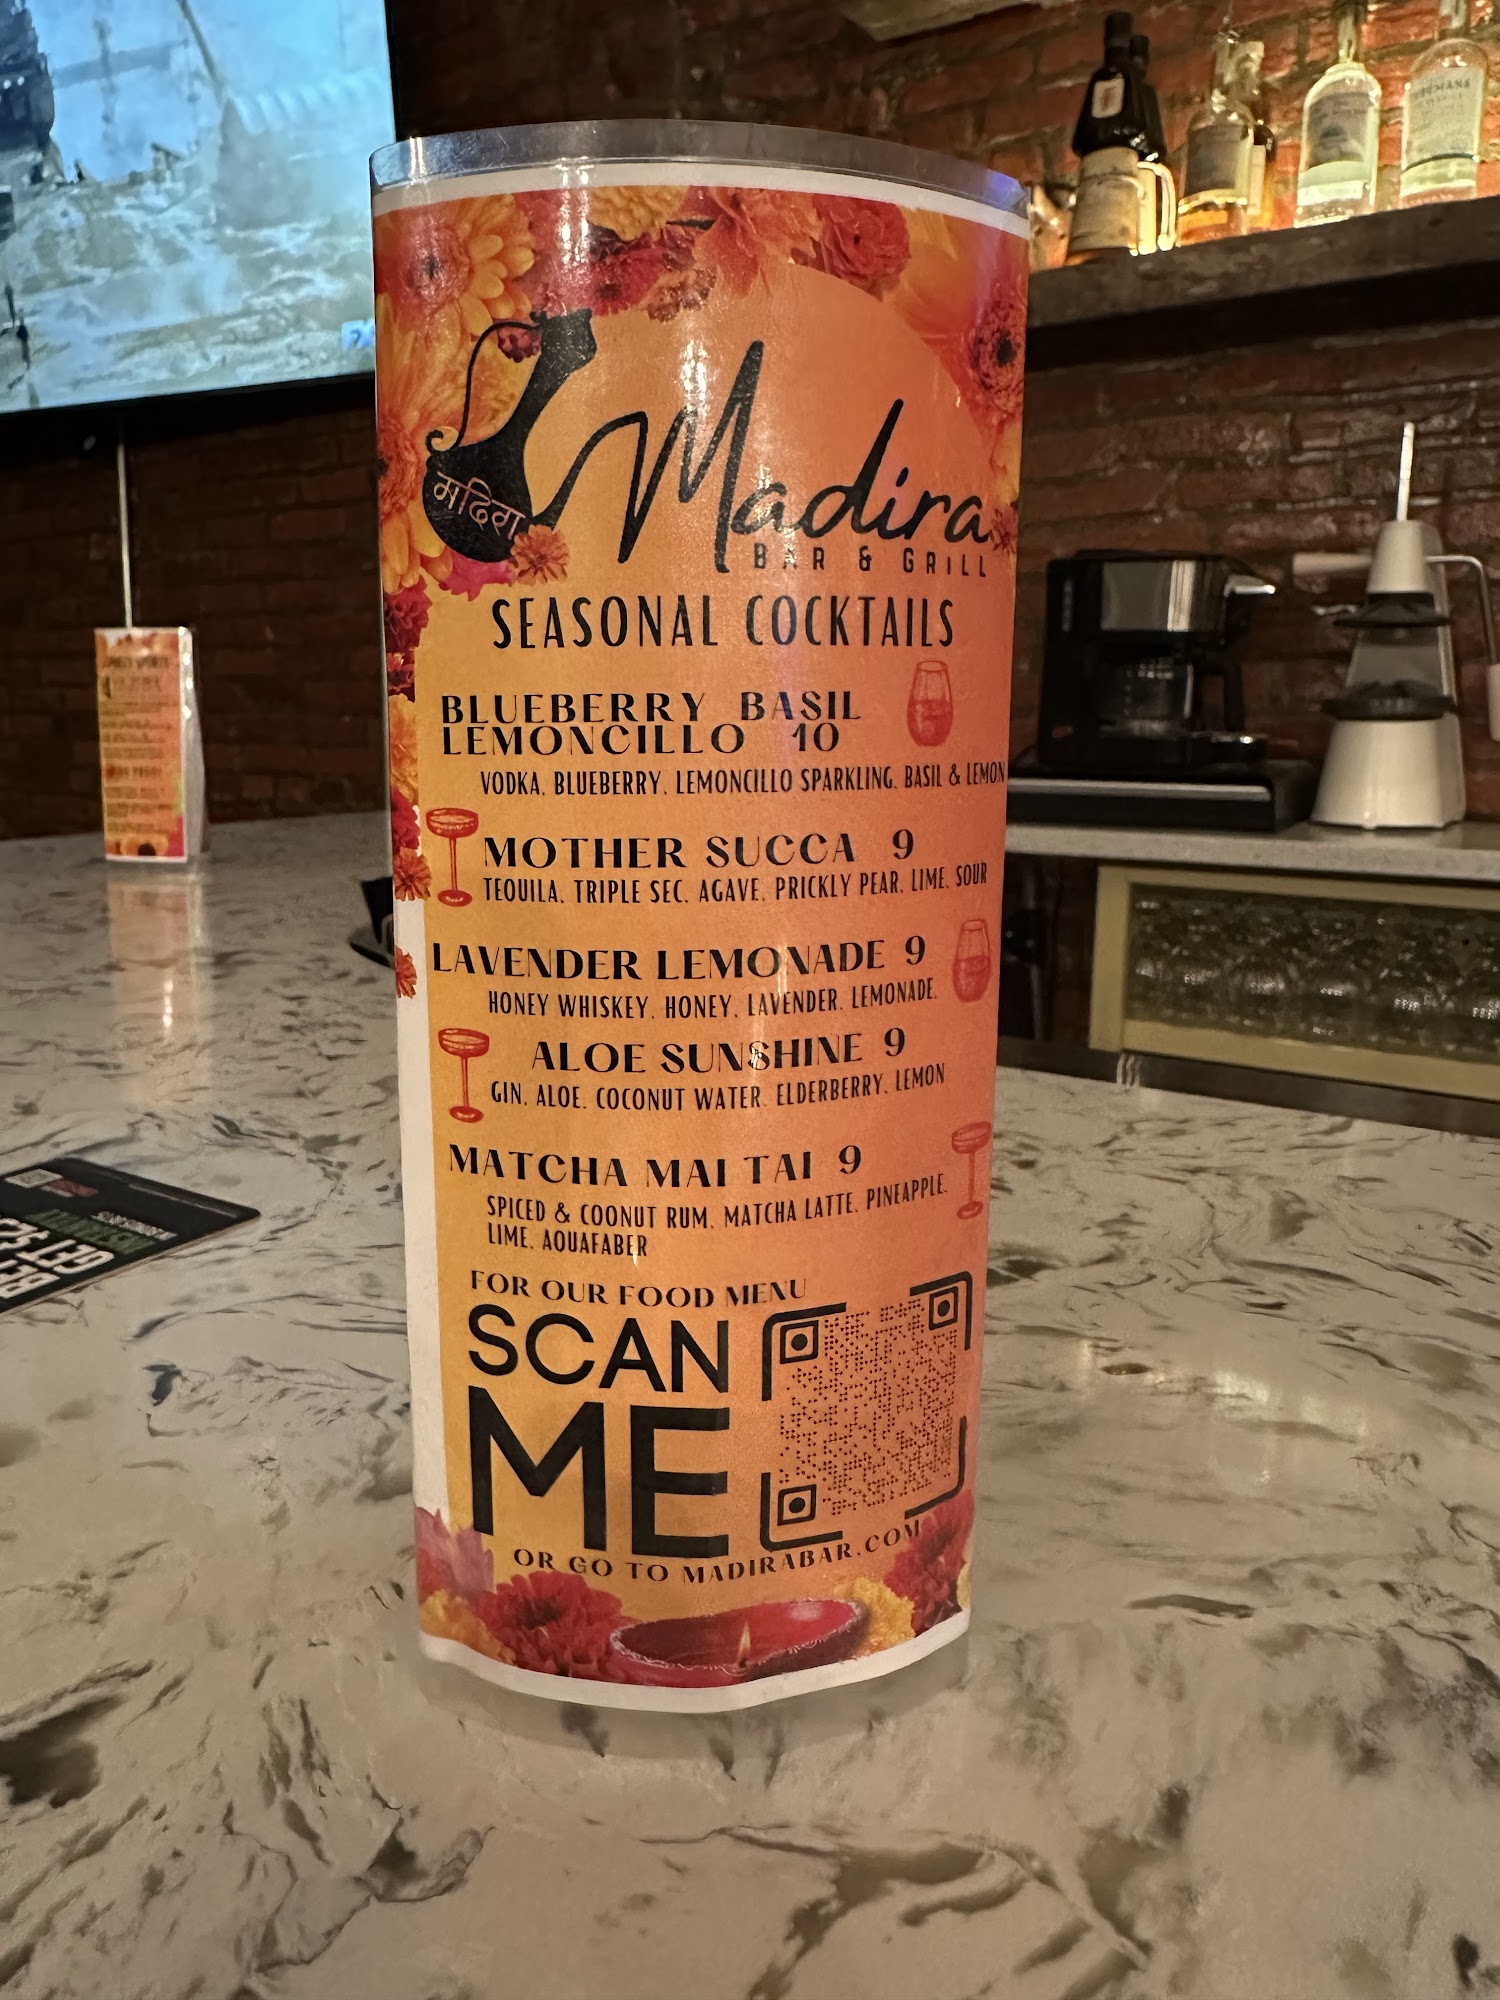 मदिरा
Madira
BAR & GRILL
SEASONAL COCKTAILS
BLUEBERRY BASIL
LEMONCILLO 10
VODKA, BLUEBERRY, LEMONCILLO SPARKLING, BASIL & LEMON
MOTHER SUCCA 9
TEQUILA, TRIPLE SEC, AGAVE, PRICKLY PEAR, LIME, SOUR
LAVENDER LEMONADE 9
HONEY WHISKEY, HONEY, LAVENDER, LEMONADE,
ALOE SUNSHINE 9
GIN, ALOE, COCONUT WATER, ELDERBERRY, LEMON
MATCHA MAI TAI 9
SPICED & COONUT RUM, MATCHA LATTE, PINEAPPLE,
LIME, AQUAFABER
FOR OUR FOOD MENU
SCAN
ME
OR GO TO MADIRABAR.COM
GET